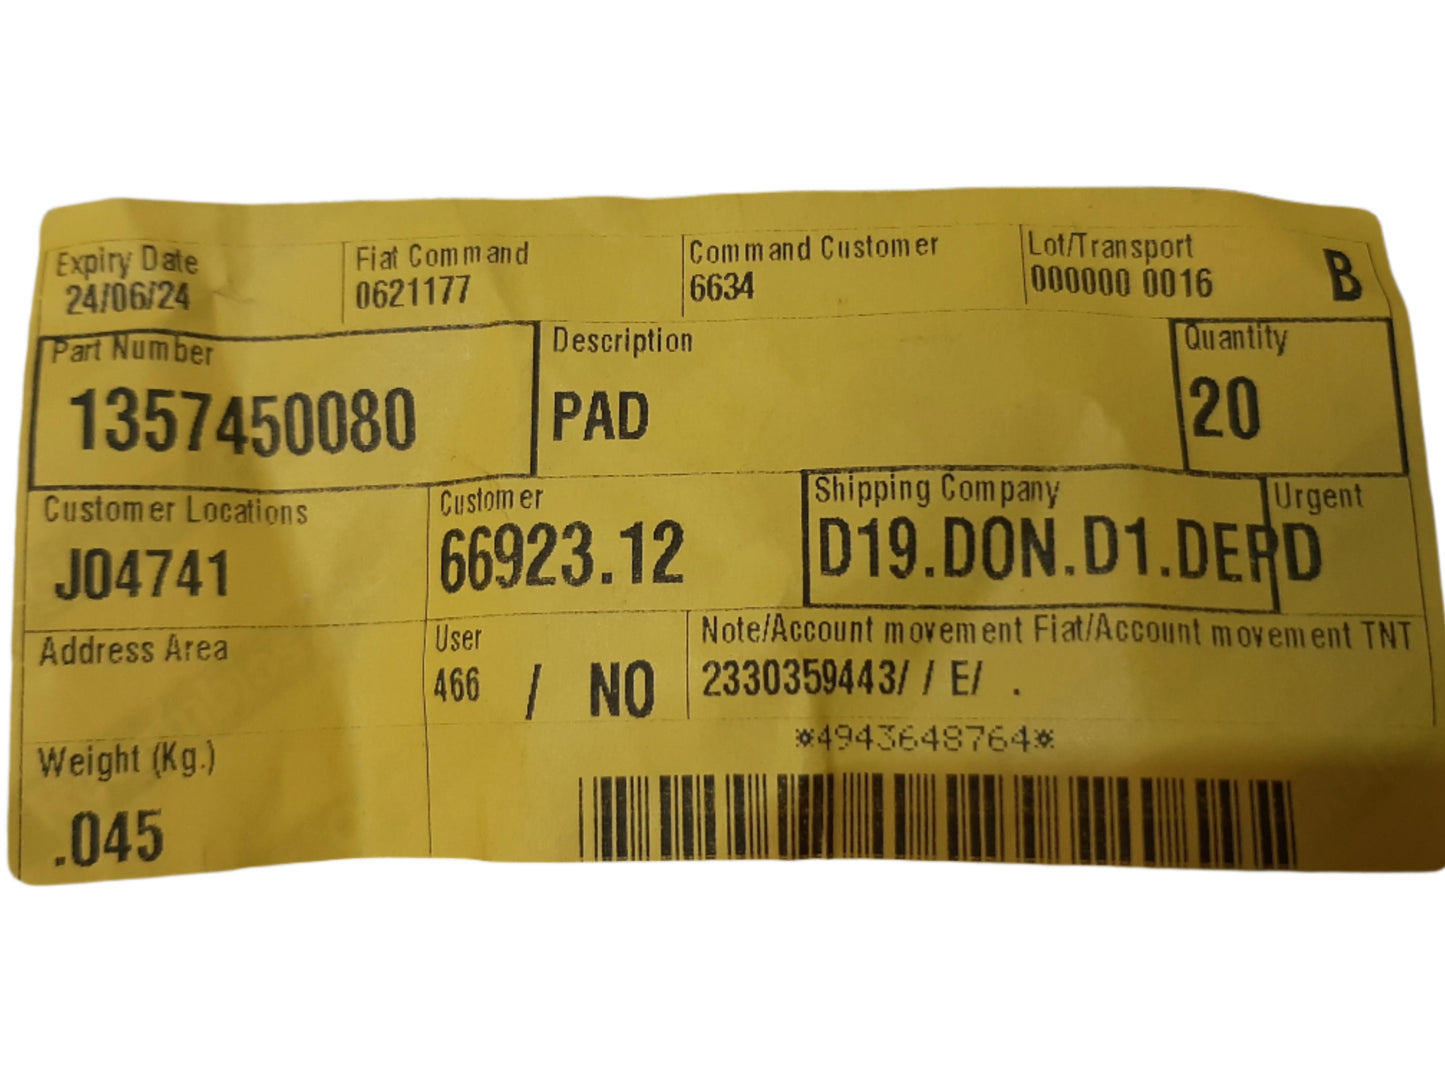 Expiry Date Fiat Command Command Customer Lot/Transport B
24/06/24 0621177 6634 000000 0016
Part Number Description Quantity
1357450080 PAD 20
Customer Locations Customer Shipping Company Urgent
J04741 66923.12 D19.DON.D1.DEPD
Address Area User Note/Account movement Fiat/Account movement TNT
466 / NO 2330359443/ / E/ .
*4943648764*
Weight (Kg.)
.045